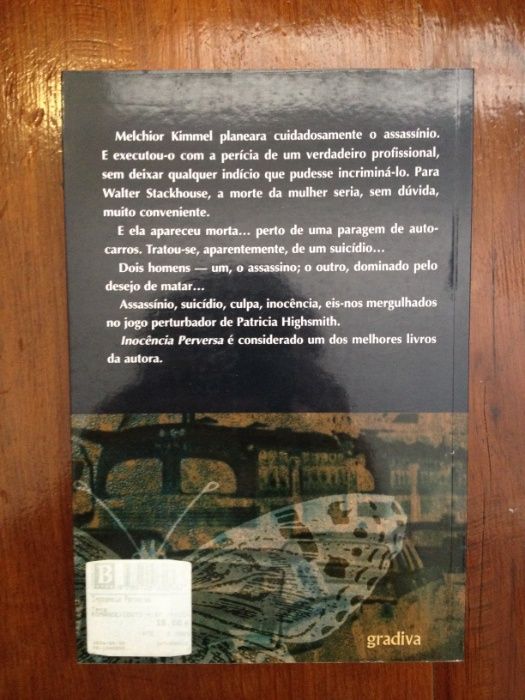 Melchior Kimmel planeara cuidadosamente o assassínio.
E executou-o com a perícia de um verdadeiro profissional,
sem deixar qualquer indício que pudesse incriminá-lo. Para
Walter Stackhouse, a morte da mulher seria, sem dúvida,
muito conveniente.
E ela apareceu morta... perto de uma paragem de auto-
carros. Tratou-se, aparentemente, de um suicídio...
Dois homens — um, o assassino; o outro, dominado pelo
desejo de matar...
Assassínio, suicídio, culpa, inocência, eis-nos mergulhados
no jogo perturbador de Patricia Highsmith.
Inocência Perversa é considerado um dos melhores livros
da autora.
B
gradiva